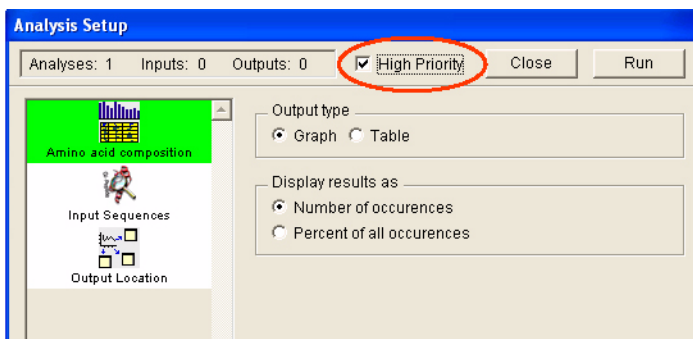 Analysis Setup
Analyses: 1 Inputs: 0 Outputs: 0 High Priority Close Run
Amino acid composition
Input Sequences
Output Location
Output type
Graph Table
Display results as
Number of occurences
Percent of all occurences